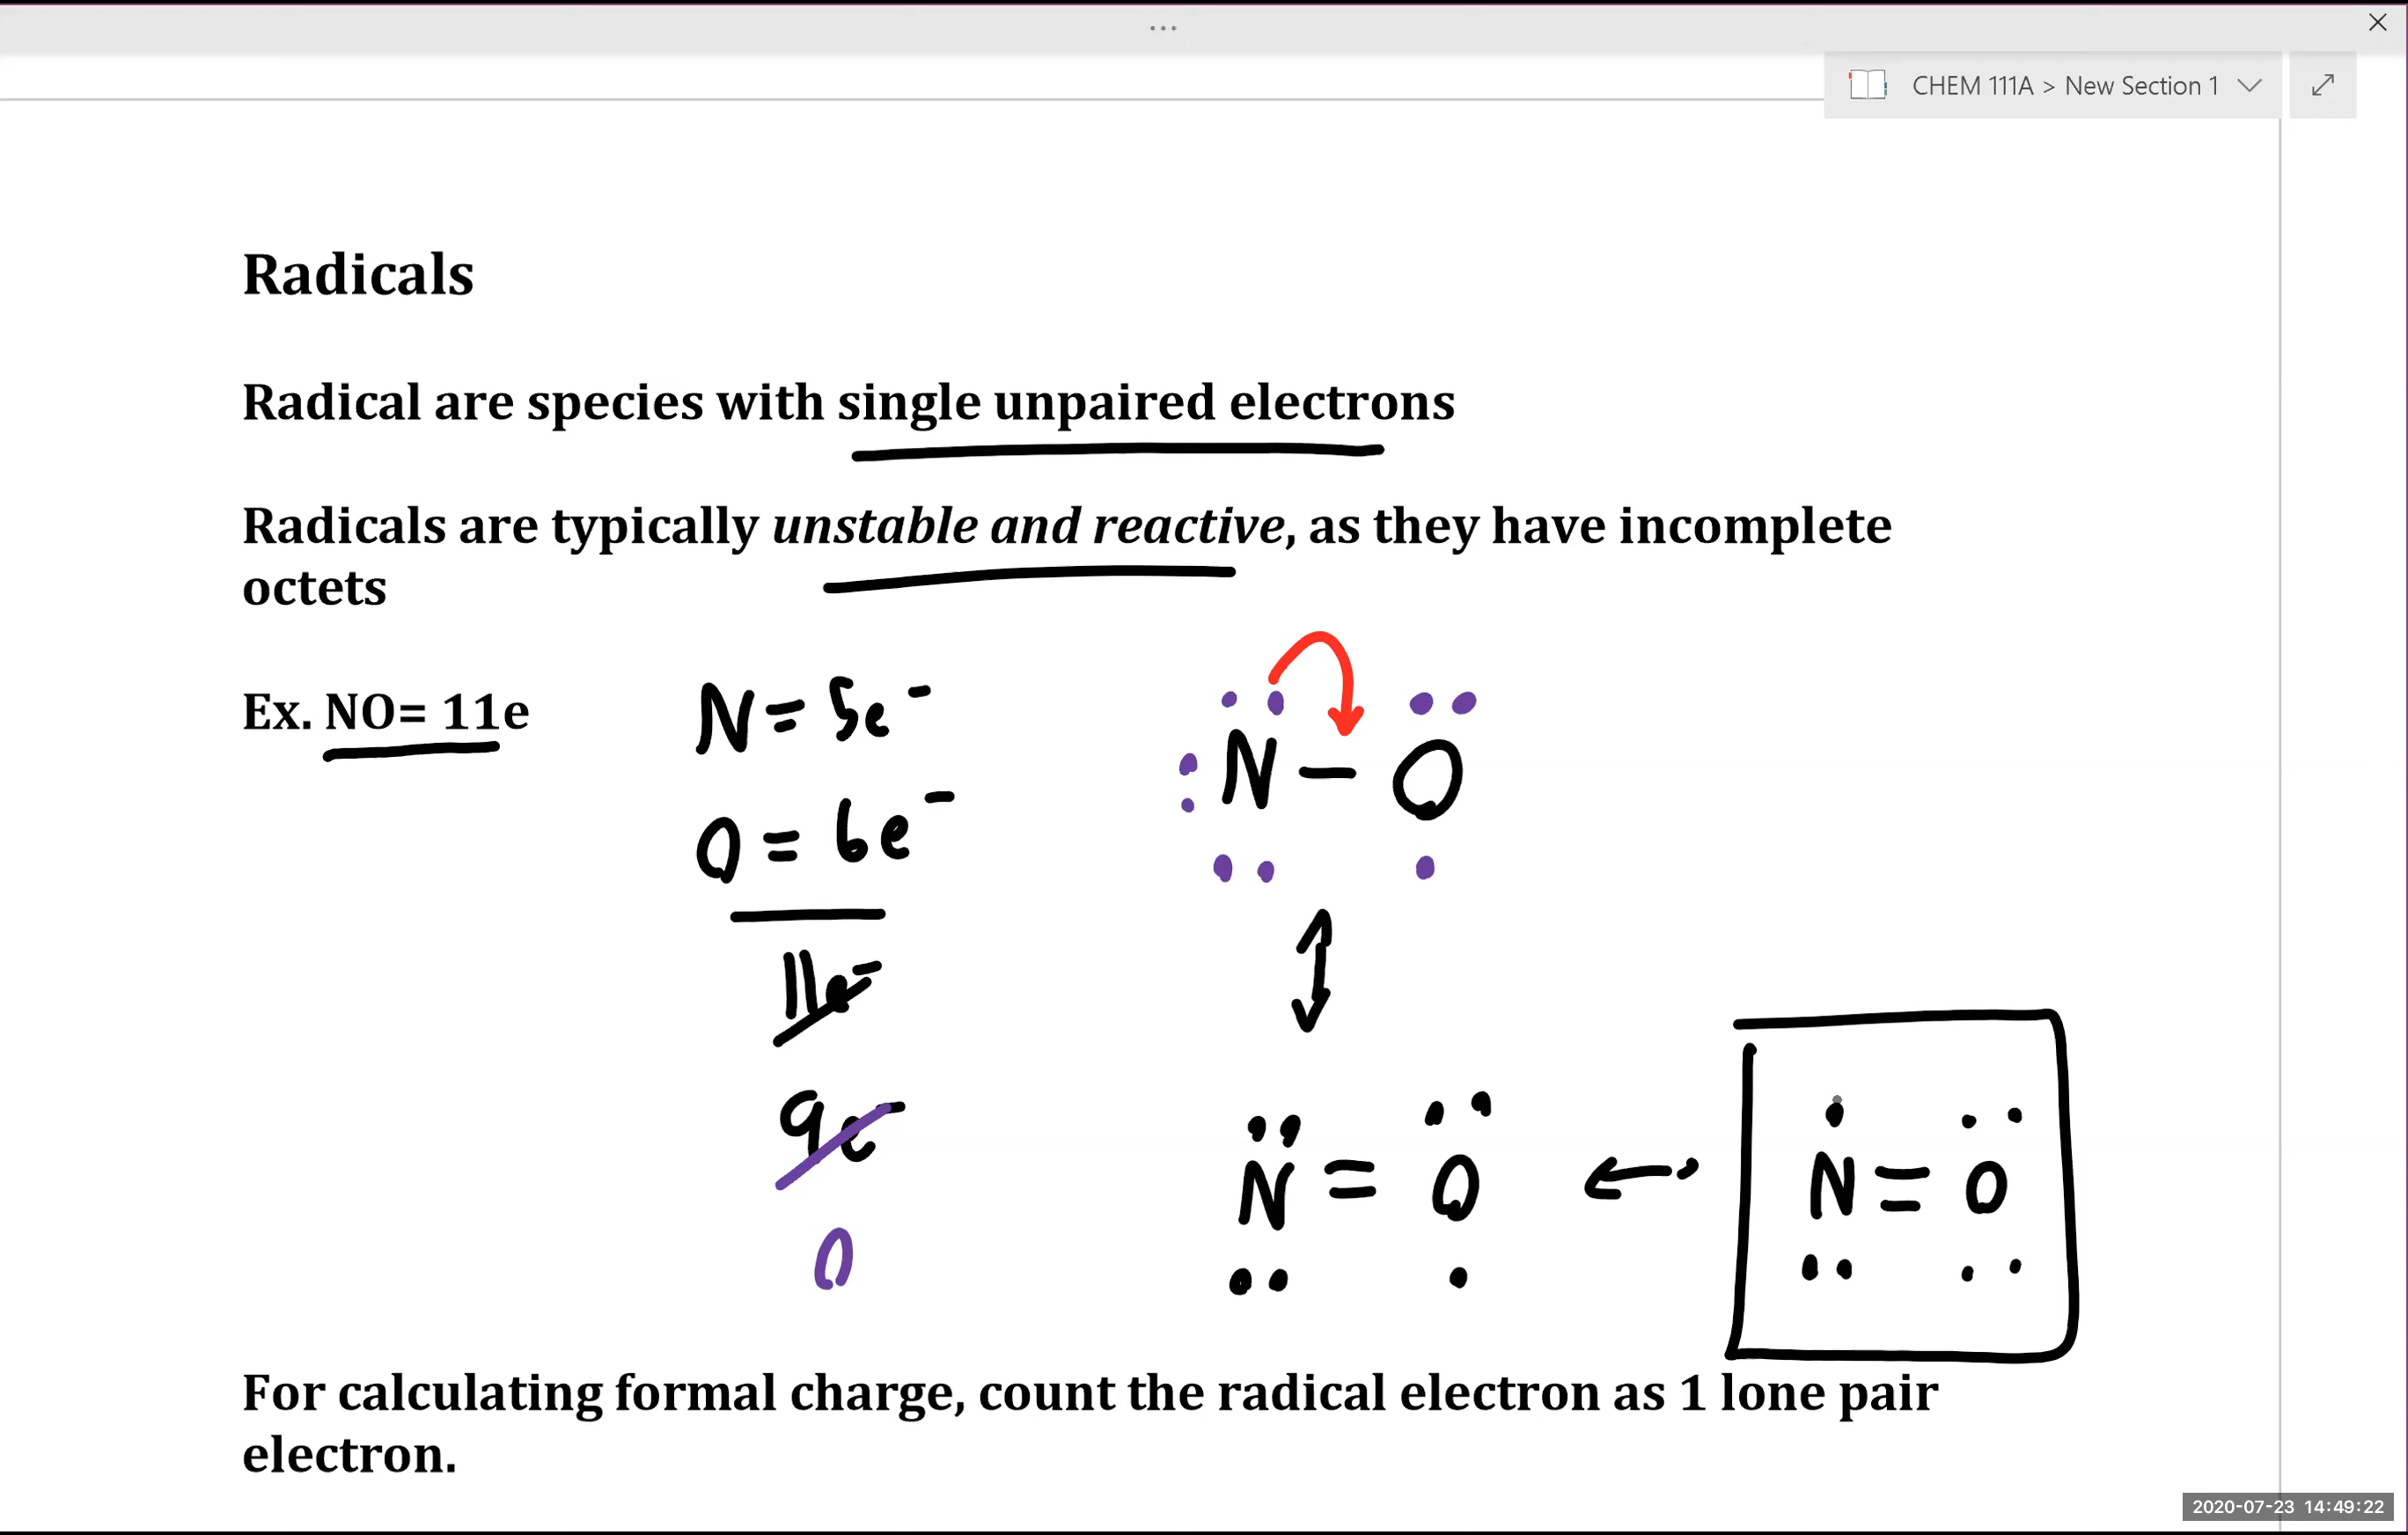 CHEM 111A > New Section 1
Radicals
Radical are species with single unpaired electrons
Radicals are typically unstable and reactive, as they have incomplete
octets
Ex. NO= 11e
N = 5e⁻
O = 6e⁻
11e⁻
9e⁻
0
N – O
N = O
N = O
For calculating formal charge, count the radical electron as 1 lone pair
electron.
2020-07-23 14:49:22